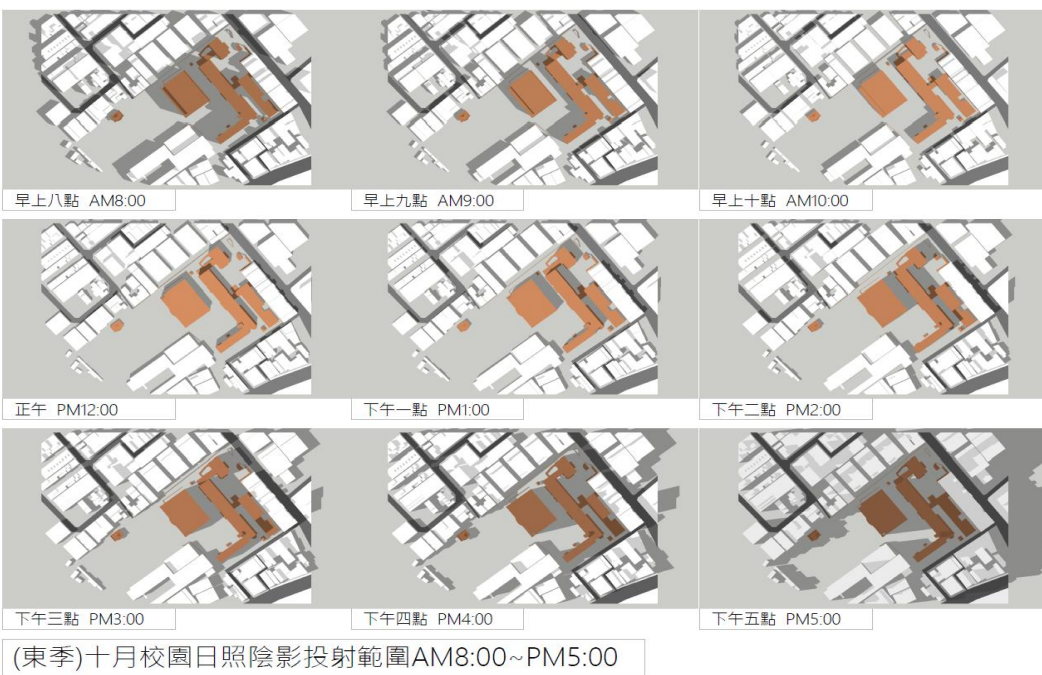 早上八點 AM8:00
早上九點 AM9:00
早上十點 AM10:00
正午 PM12:00
下午一點 PM1:00
下午二點 PM2:00
下午三點 PM3:00
下午四點 PM4:00
下午五點 PM5:00
(東季)十月校園日照陰影投射範圍AM8:00~PM5:00